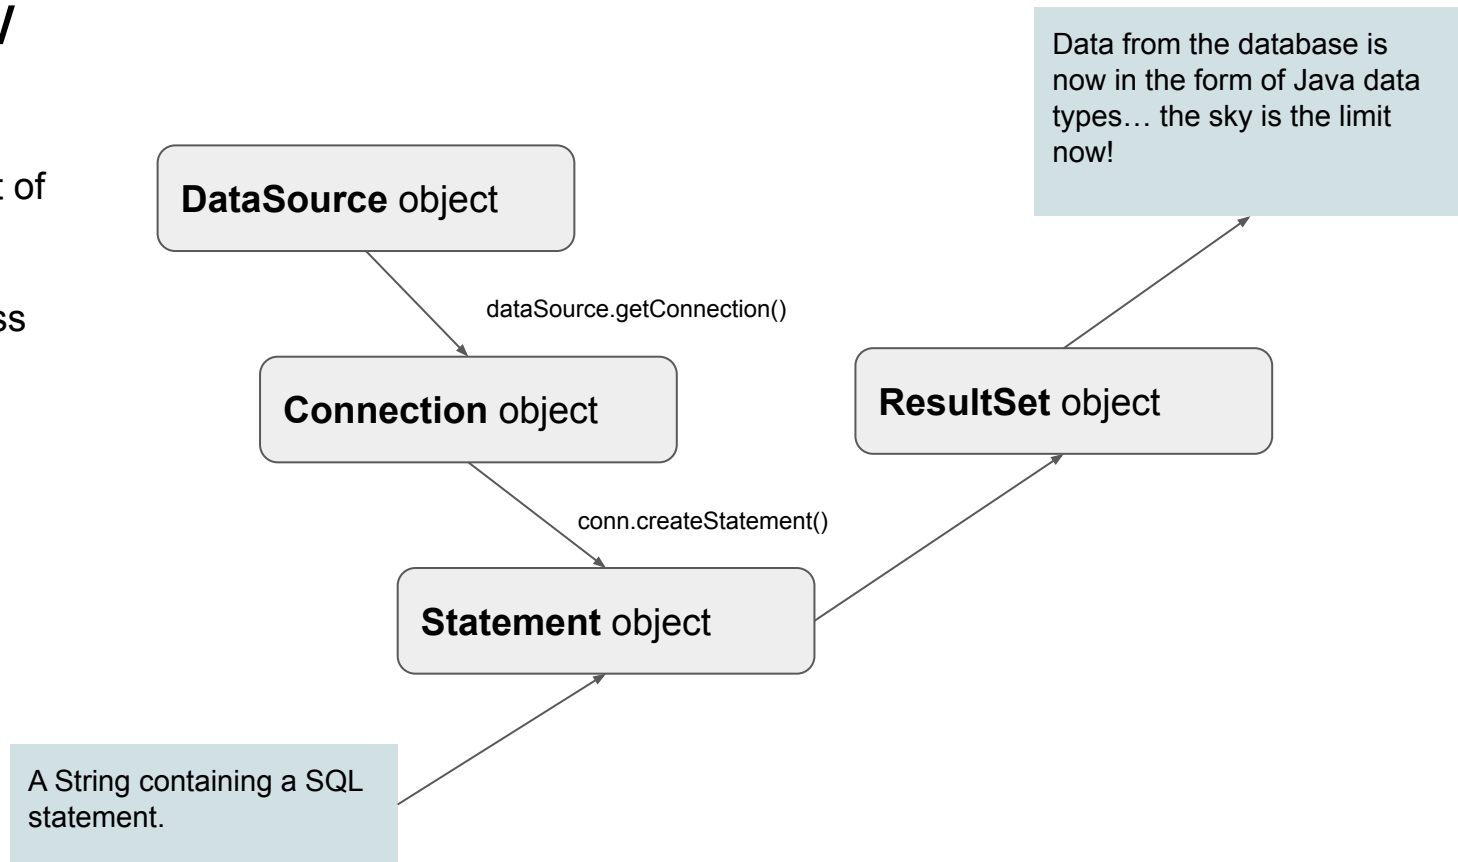 Data from the database is
now in the form of Java data
types… the sky is the limit
now!
of
DataSource object
dataSource.getConnection()
Connection object
ResultSet object
conn.createStatement()
Statement object
A String containing a SQL
statement.